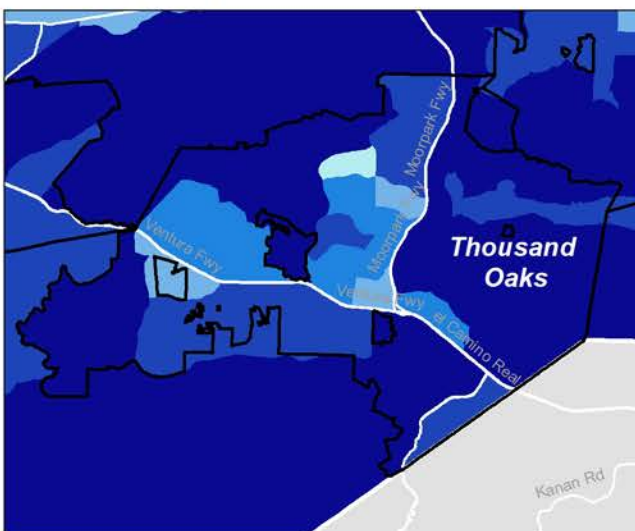 Moorpark Fwy
Moorpark Fwy
Ventura Fwy
Thousand
Oaks
Ventura Fwy
el Camino Real
Kanan Rd